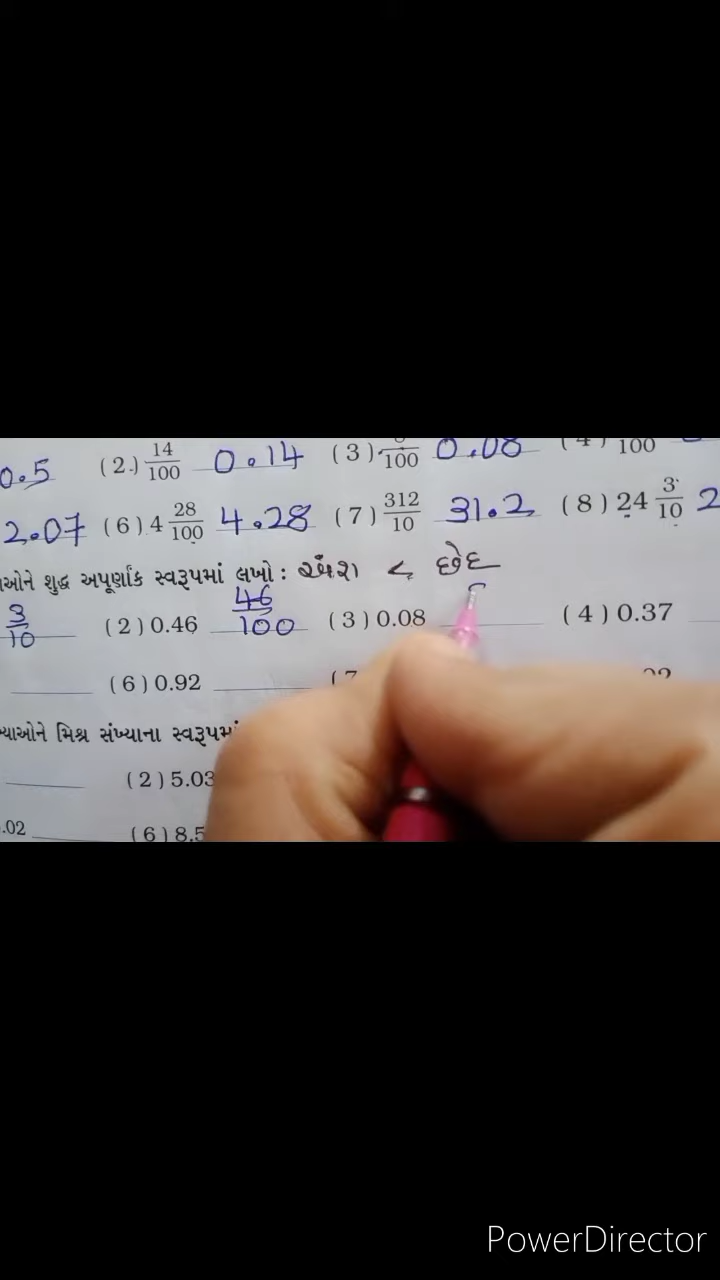 0.5 (2) 14/100 0.14 (3) /100 0.08 (4) /100
2.07 (6) 4 28/100 4.28 (7) 312/10 31.2 (8) 24 3/10 2
ઓને શુદ્ધ અપૂર્ણાંક સ્વરૂપમાં લખો : અંશ < છેદ
3/10 (2) 0.46 46/100 (3) 0.08 (4) 0.37
(6) 0.92
મિશ્ર સંખ્યાના સ્વરૂપમાં
(2) 5.03
.02 (6) 8.5
PowerDirector